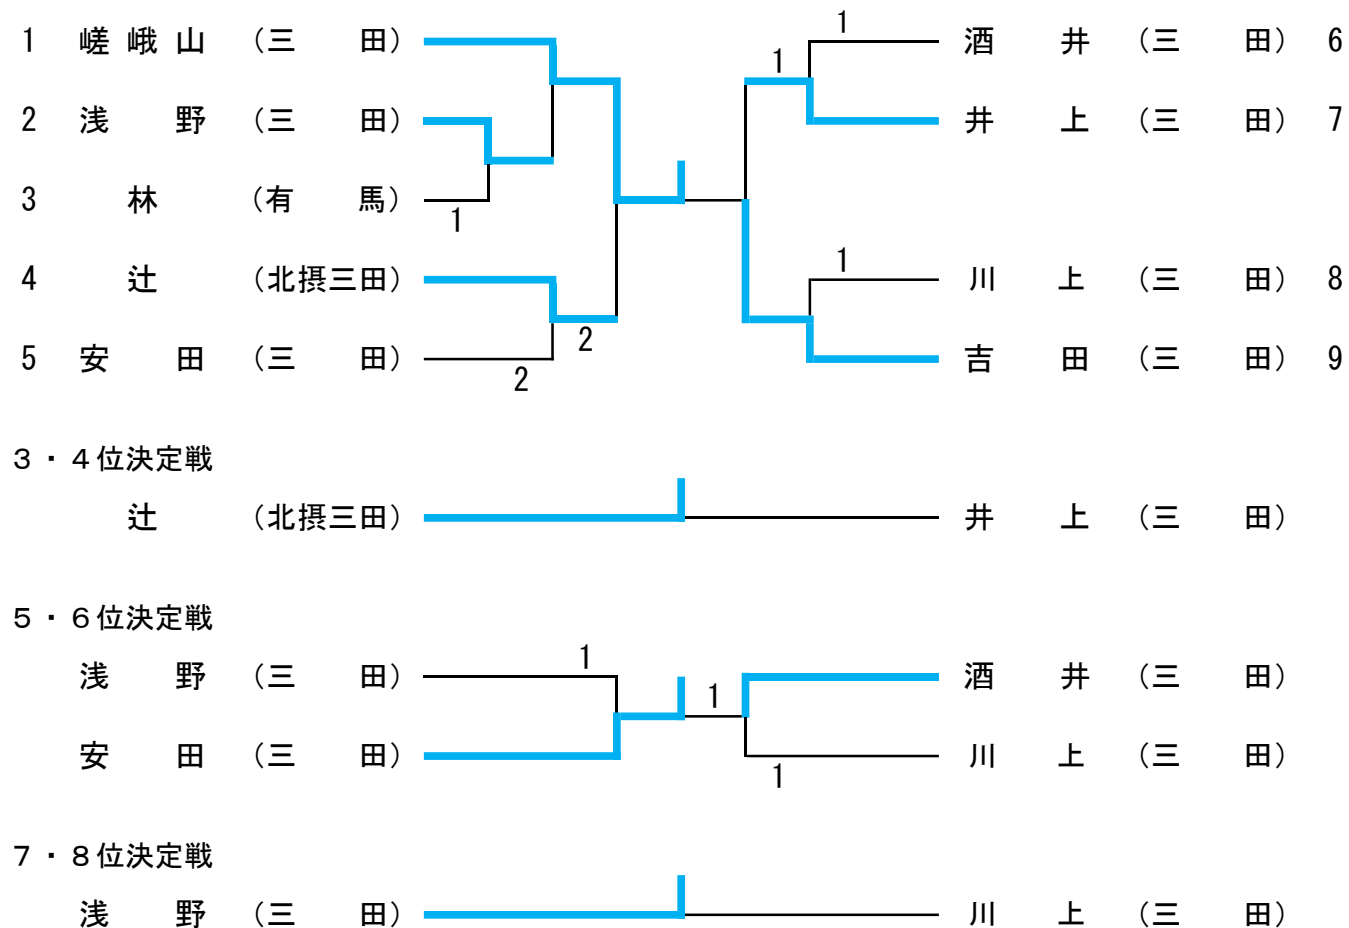 1
1 嵯峨山 (三 田) 酒 井 (三 田) 6
1
2 浅 野 (三 田) 井 上 (三 田) 7
3 林 (有 馬)
1
1
4 辻 (北摂三田) 川 上 (三 田) 8
2
5 安 田 (三 田) 吉 田 (三 田) 9
2
3・4位決定戦
辻 (北摂三田) 井 上 (三 田)
5・6位決定戦
1
浅 野 (三 田) 酒 井 (三 田)
1
安 田 (三 田) 川 上 (三 田)
1
7・8位決定戦
浅 野 (三 田) 川 上 (三 田)